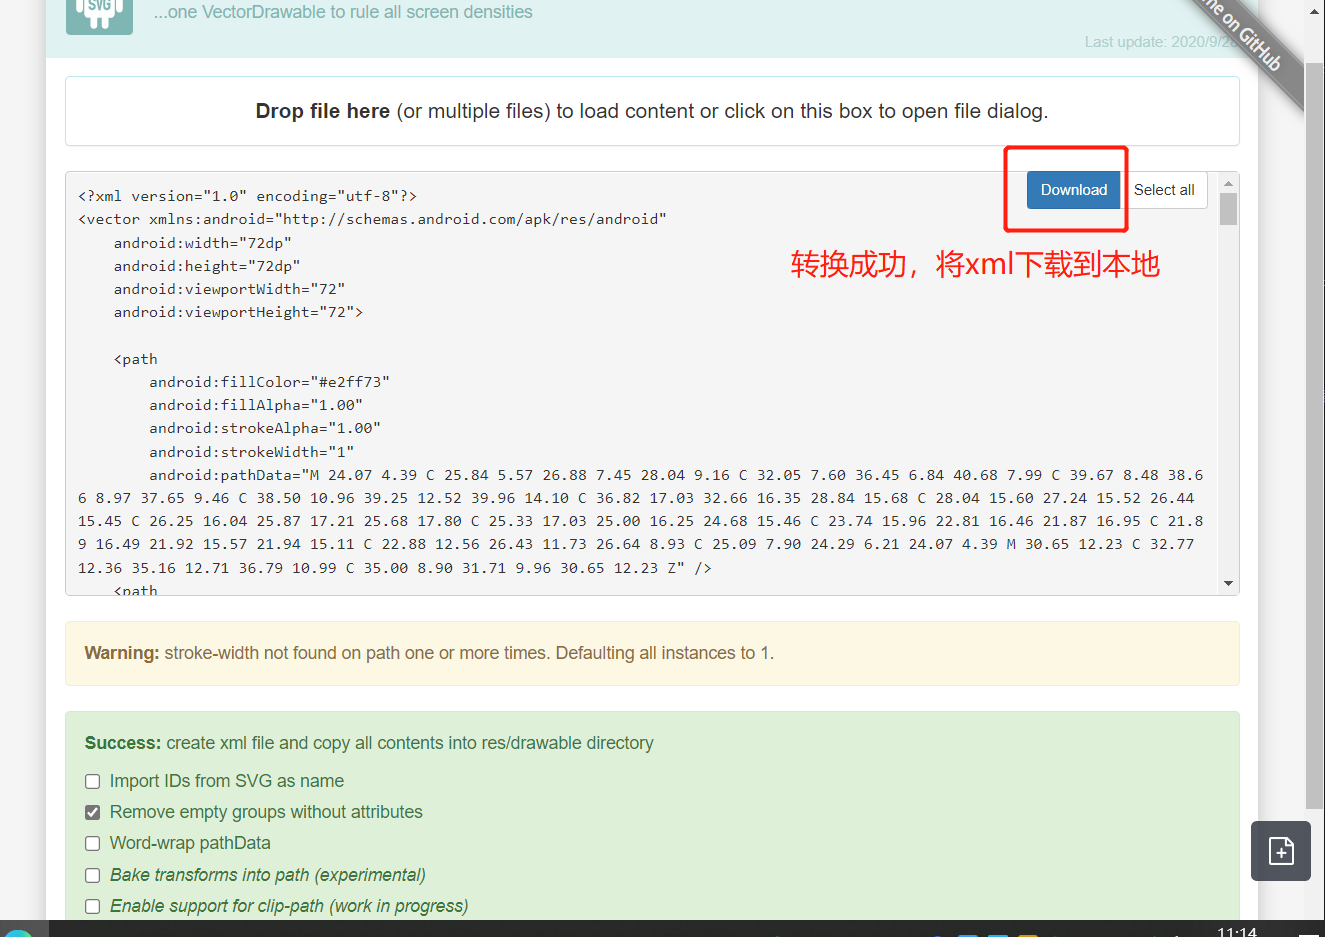 SVG
...one VectorDrawable to rule all screen densities
me on GitHub
Last update: 2020/9/2
Drop file here (or multiple files) to load content or click on this box to open file dialog.
Download
Select all
<?xml version="1.0" encoding="utf-8"?>
<vector xmlns:android="http://schemas.android.com/apk/res/android"
android:width="72dp"
转换成功，将xml下载到本地
android:height="72dp"
android:viewportWidth="72"
android:viewportHeight="72">
<path
android:fillColor="#e2ff73"
android:fillAlpha="1.00"
android:strokeAlpha="1.00"
android:strokeWidth="1"
android:pathData="M 24.07 4.39 C 25.84 5.57 26.88 7.45 28.04 9.16 C 32.05 7.60 36.45 6.84 40.68 7.99 C 39.67 8.48 38.6
6 8.97 37.65 9.46 C 38.50 10.96 39.25 12.52 39.96 14.10 C 36.82 17.03 32.66 16.35 28.84 15.68 C 28.04 15.60 27.24 15.52 26.44
15.45 C 26.25 16.04 25.87 17.21 25.68 17.80 C 25.33 17.03 25.00 16.25 24.68 15.46 C 23.74 15.96 22.81 16.46 21.87 16.95 C 21.8
9 16.49 21.92 15.57 21.94 15.11 C 22.88 12.56 26.43 11.73 26.64 8.93 C 25.09 7.90 24.29 6.21 24.07 4.39 M 30.65 12.23 C 32.77
12.36 35.16 12.71 36.79 10.99 C 35.00 8.90 31.71 9.96 30.65 12.23 Z" />
<path
Warning: stroke-width not found on path one or more times. Defaulting all instances to 1.
Success: create xml file and copy all contents into res/drawable directory
Import IDs from SVG as name
Remove empty groups without attributes
Word-wrap pathData
Bake transforms into path (experimental)
Enable support for clip-path (work in progress)
11:14